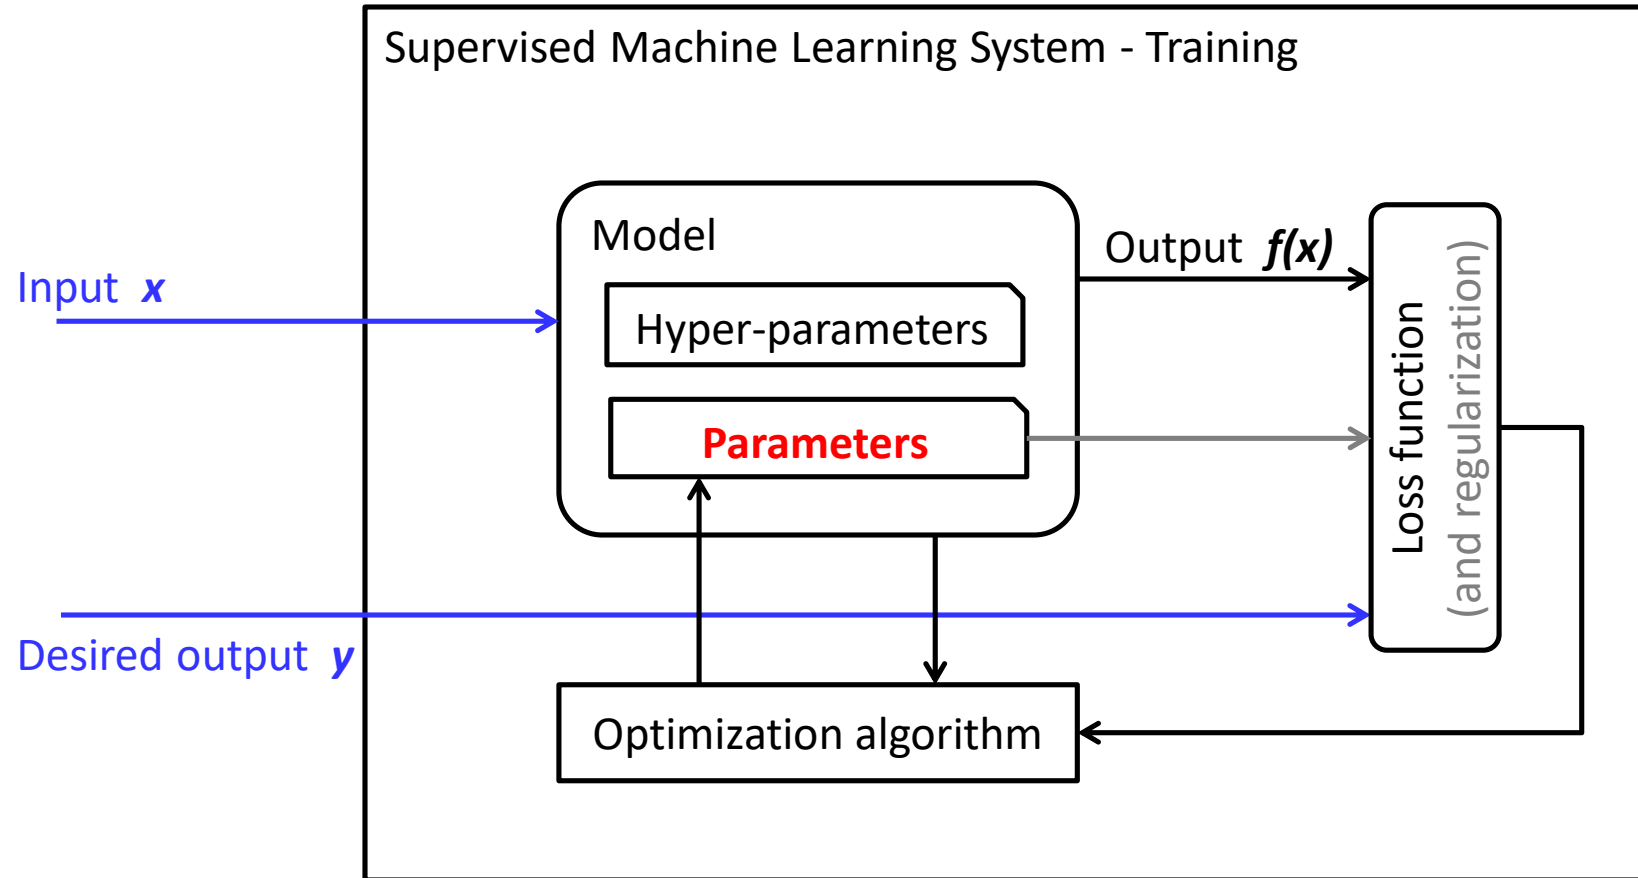 Supervised Machine Learning System - Training
Model
Output f(x)
Input x
Hyper-parameters
Parameters
Loss function
(and regularization)
Desired output y
Optimization algorithm